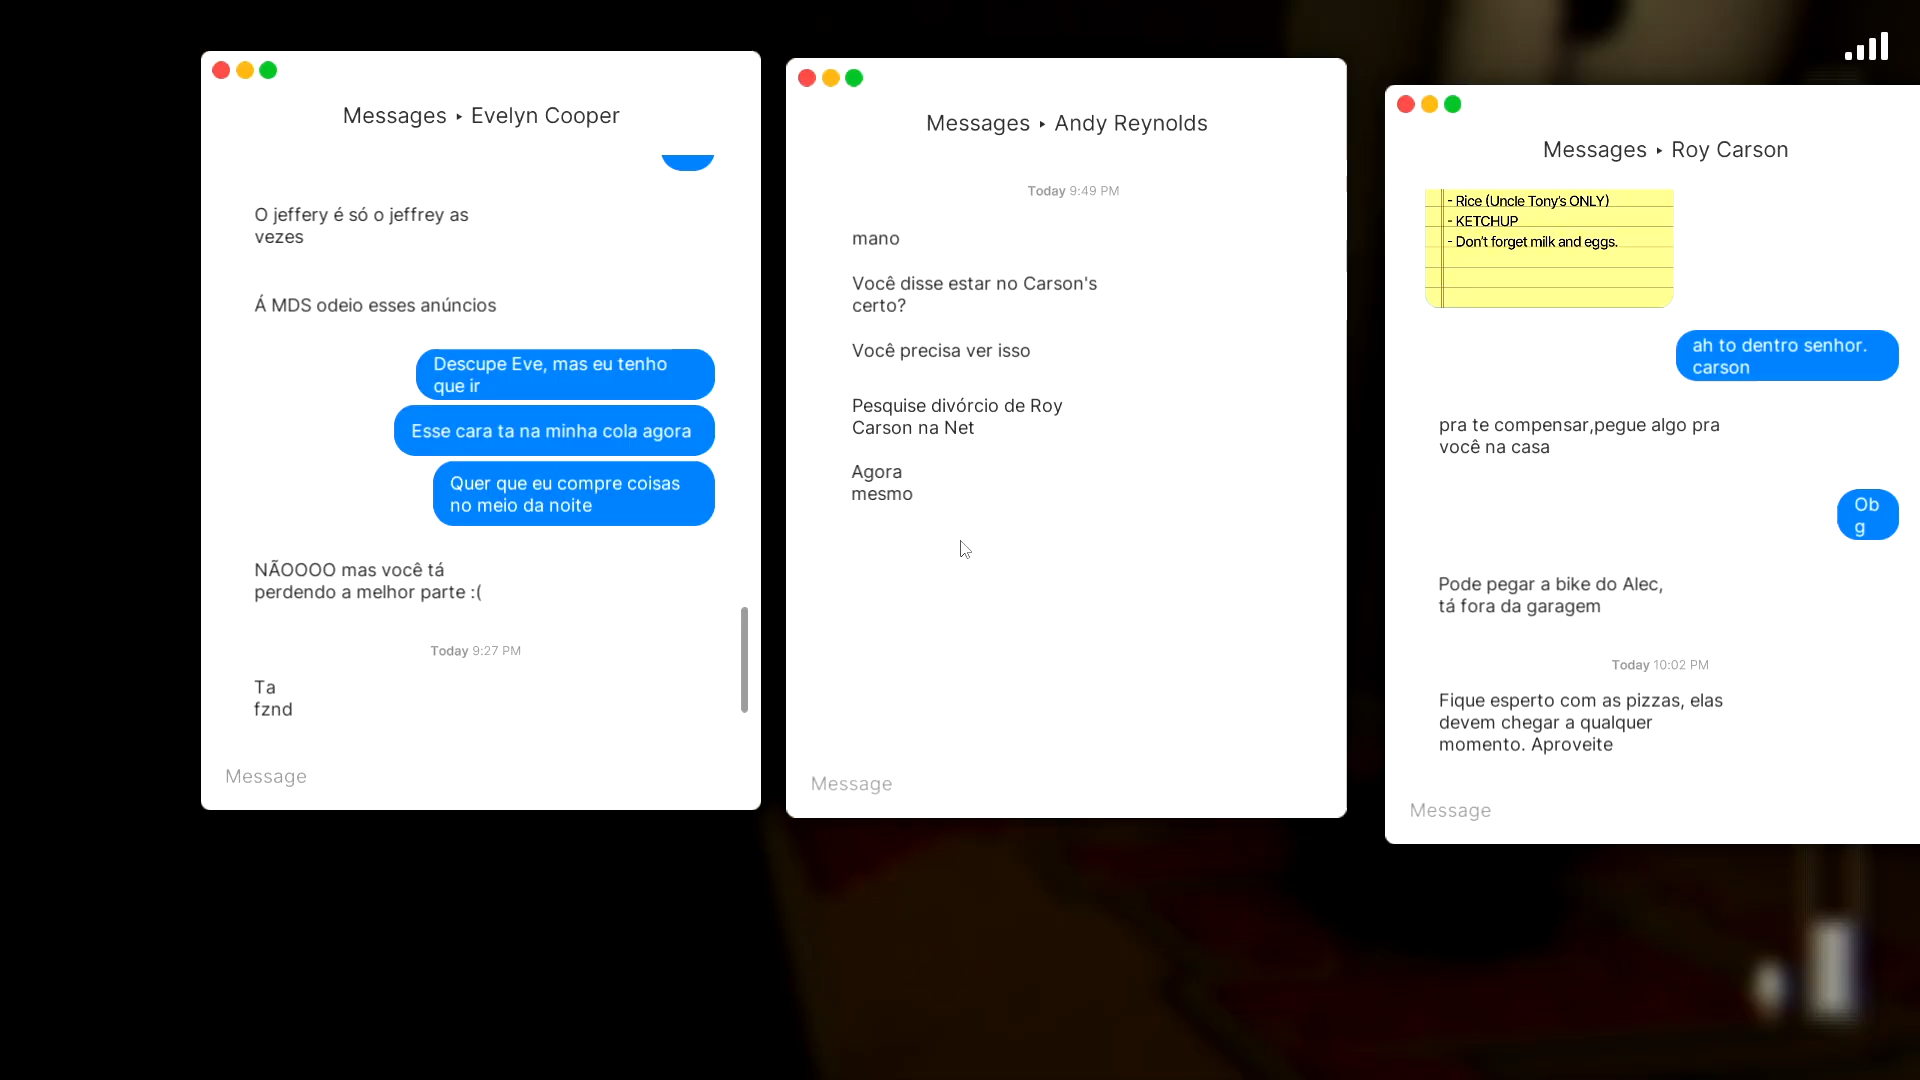 Messages ▸ Evelyn Cooper
O jeffery é só o jeffrey as
vezes
Á MDS odeio esses anúncios
Descupe Eve, mas eu tenho
que ir
Esse cara ta na minha cola agora
Quer que eu compre coisas
no meio da noite
NÃOOOO mas você tá
perdendo a melhor parte :(
Today 9:27 PM
Ta
fznd
Message
Messages ▸ Andy Reynolds
Today 9:49 PM
mano
Você disse estar no Carson's
certo?
Você precisa ver isso
Pesquise divórcio de Roy
Carson na Net
Agora
mesmo
Message
Messages ▸ Roy Carson
- Rice (Uncle Tony's ONLY)
- KETCHUP
- Don't forget milk and eggs.
ah to dentro senhor.
carson
pra te compensar,pegue algo pra
você na casa
Ob
g
Pode pegar a bike do Alec,
tá fora da garagem
Today 10:02 PM
Fique esperto com as pizzas, elas
devem chegar a qualquer
momento. Aproveite
Message